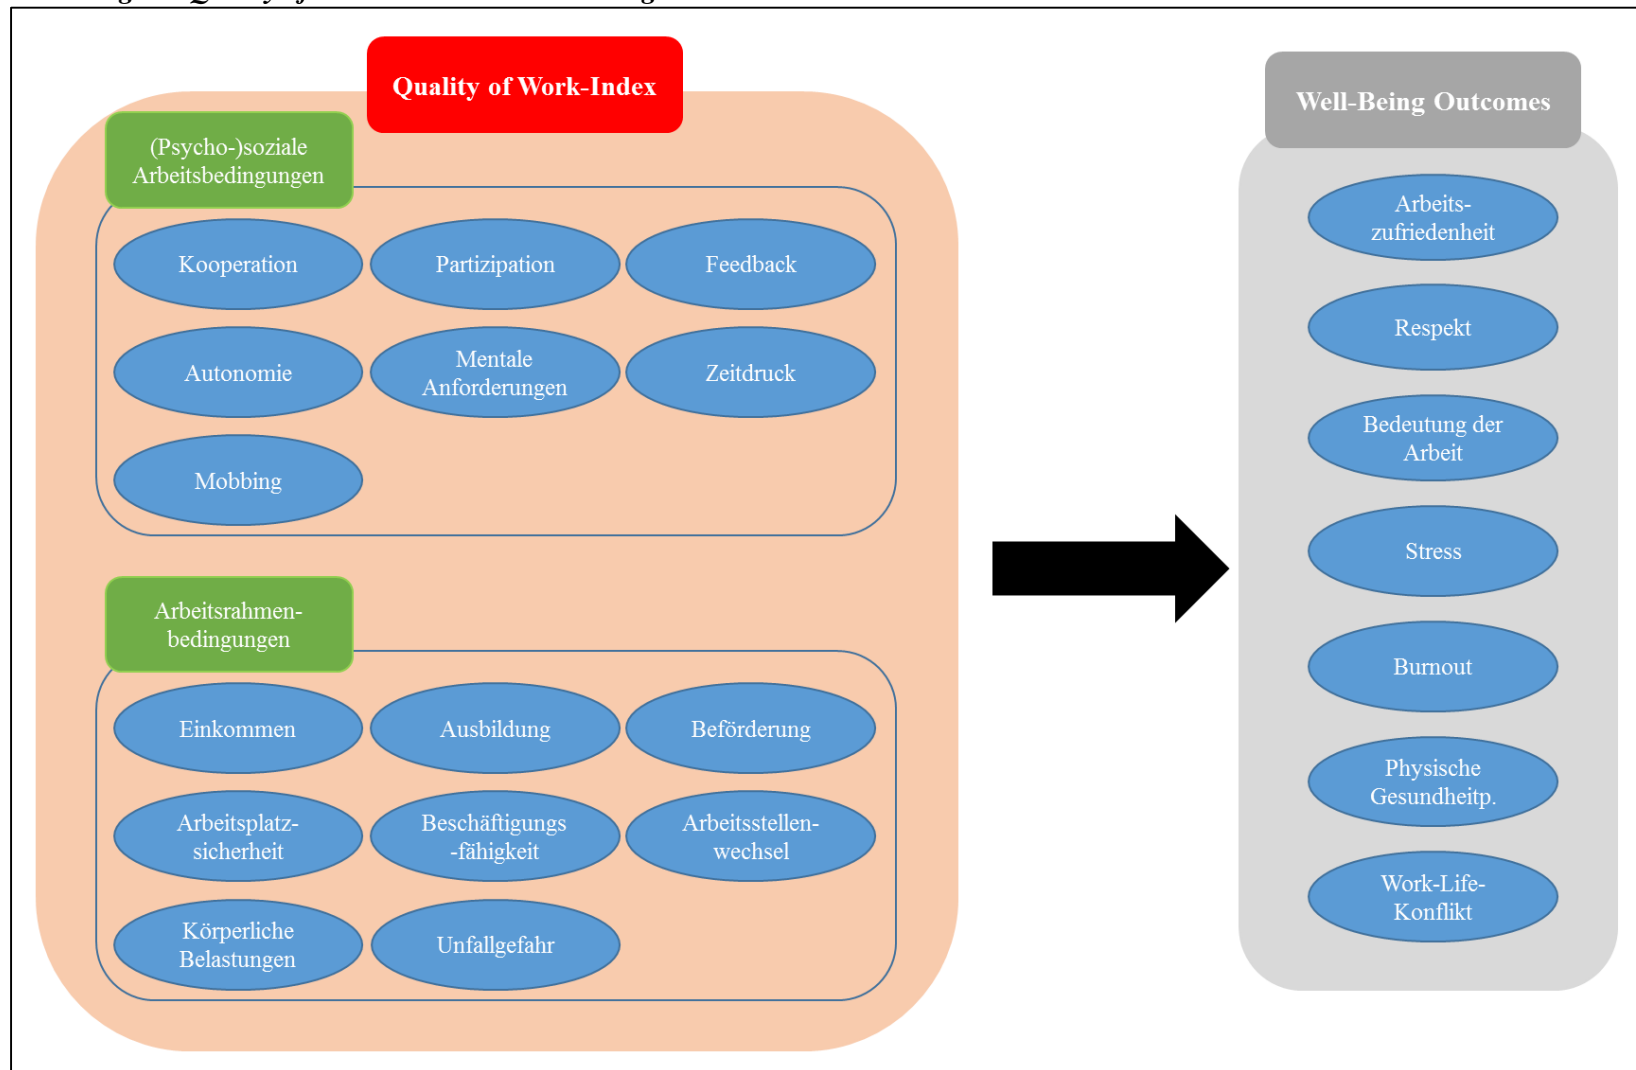 Quality of Work-Index
(Psycho-)soziale
Arbeitsbedingungen
Kooperation
Partizipation
Feedback
Autonomie
Mentale
Anforderungen
Zeitdruck
Mobbing
Arbeitsrahmen-
bedingungen
Einkommen
Ausbildung
Beförderung
Arbeitsplatz-
sicherheit
Beschäftigungs
-fähigkeit
Arbeitsstellen-
wechsel
Körperliche
Belastungen
Unfallgefahr
Well-Being Outcomes
Arbeits-
zufriedenheit
Respekt
Bedeutung der
Arbeit
Stress
Burnout
Physische
Gesundheitp.
Work-Life-
Konflikt